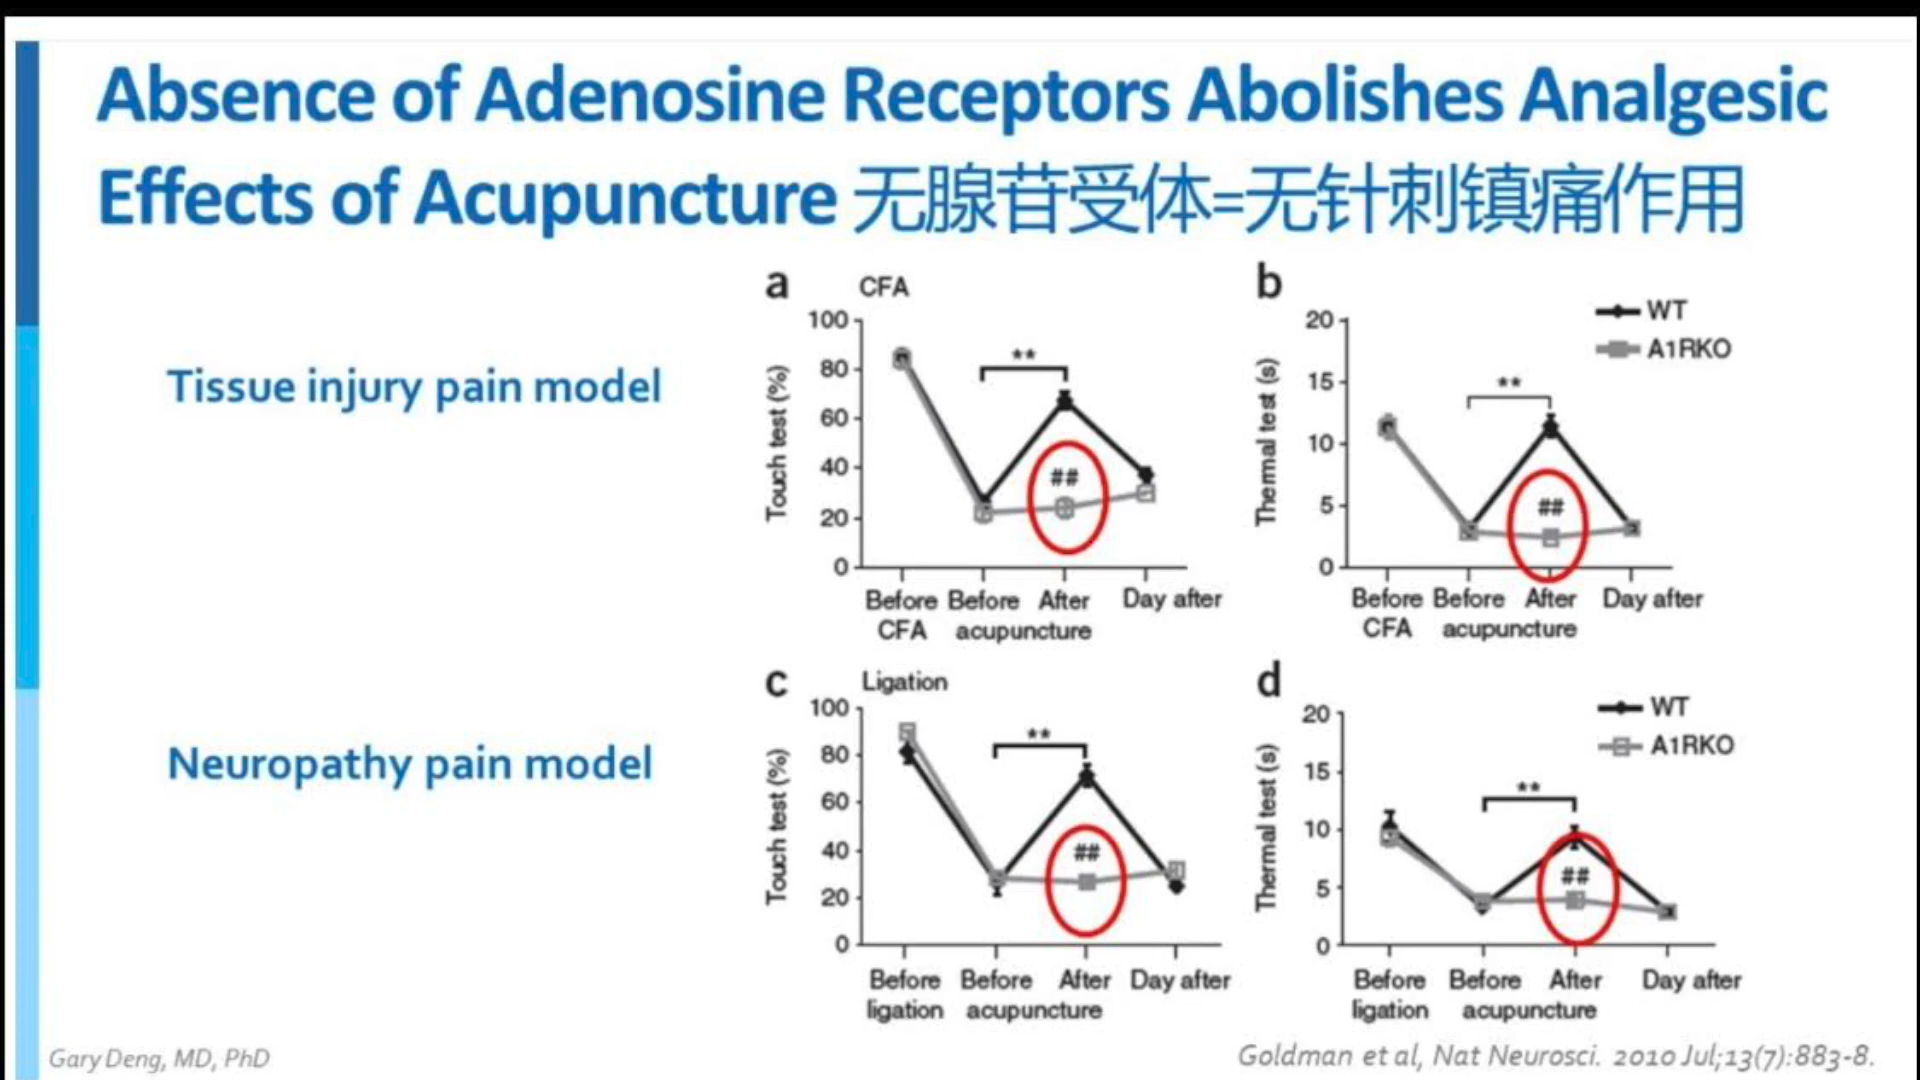 Absence of Adenosine Receptors Abolishes Analgesic
Effects of Acupuncture 无腺苷受体=无针刺镇痛作用
Tissue injury pain model
a CFA
Touch test (%)
100
80
60
40
20
0
**
##
Before Before After Day after
CFA acupuncture
b
WT
A1RKO
Thermal test (s)
20
15
10
5
0
**
##
Before Before After Day after
CFA acupuncture
Neuropathy pain model
c Ligation
Touch test (%)
100
80
60
40
20
0
**
##
Before Before After Day after
ligation acupuncture
d
WT
A1RKO
Thermal test (s)
20
15
10
5
0
**
##
Before Before After Day after
ligation acupuncture
Gary Deng, MD, PhD
Goldman et al, Nat Neurosci. 2010 Jul;13(7):883-8.